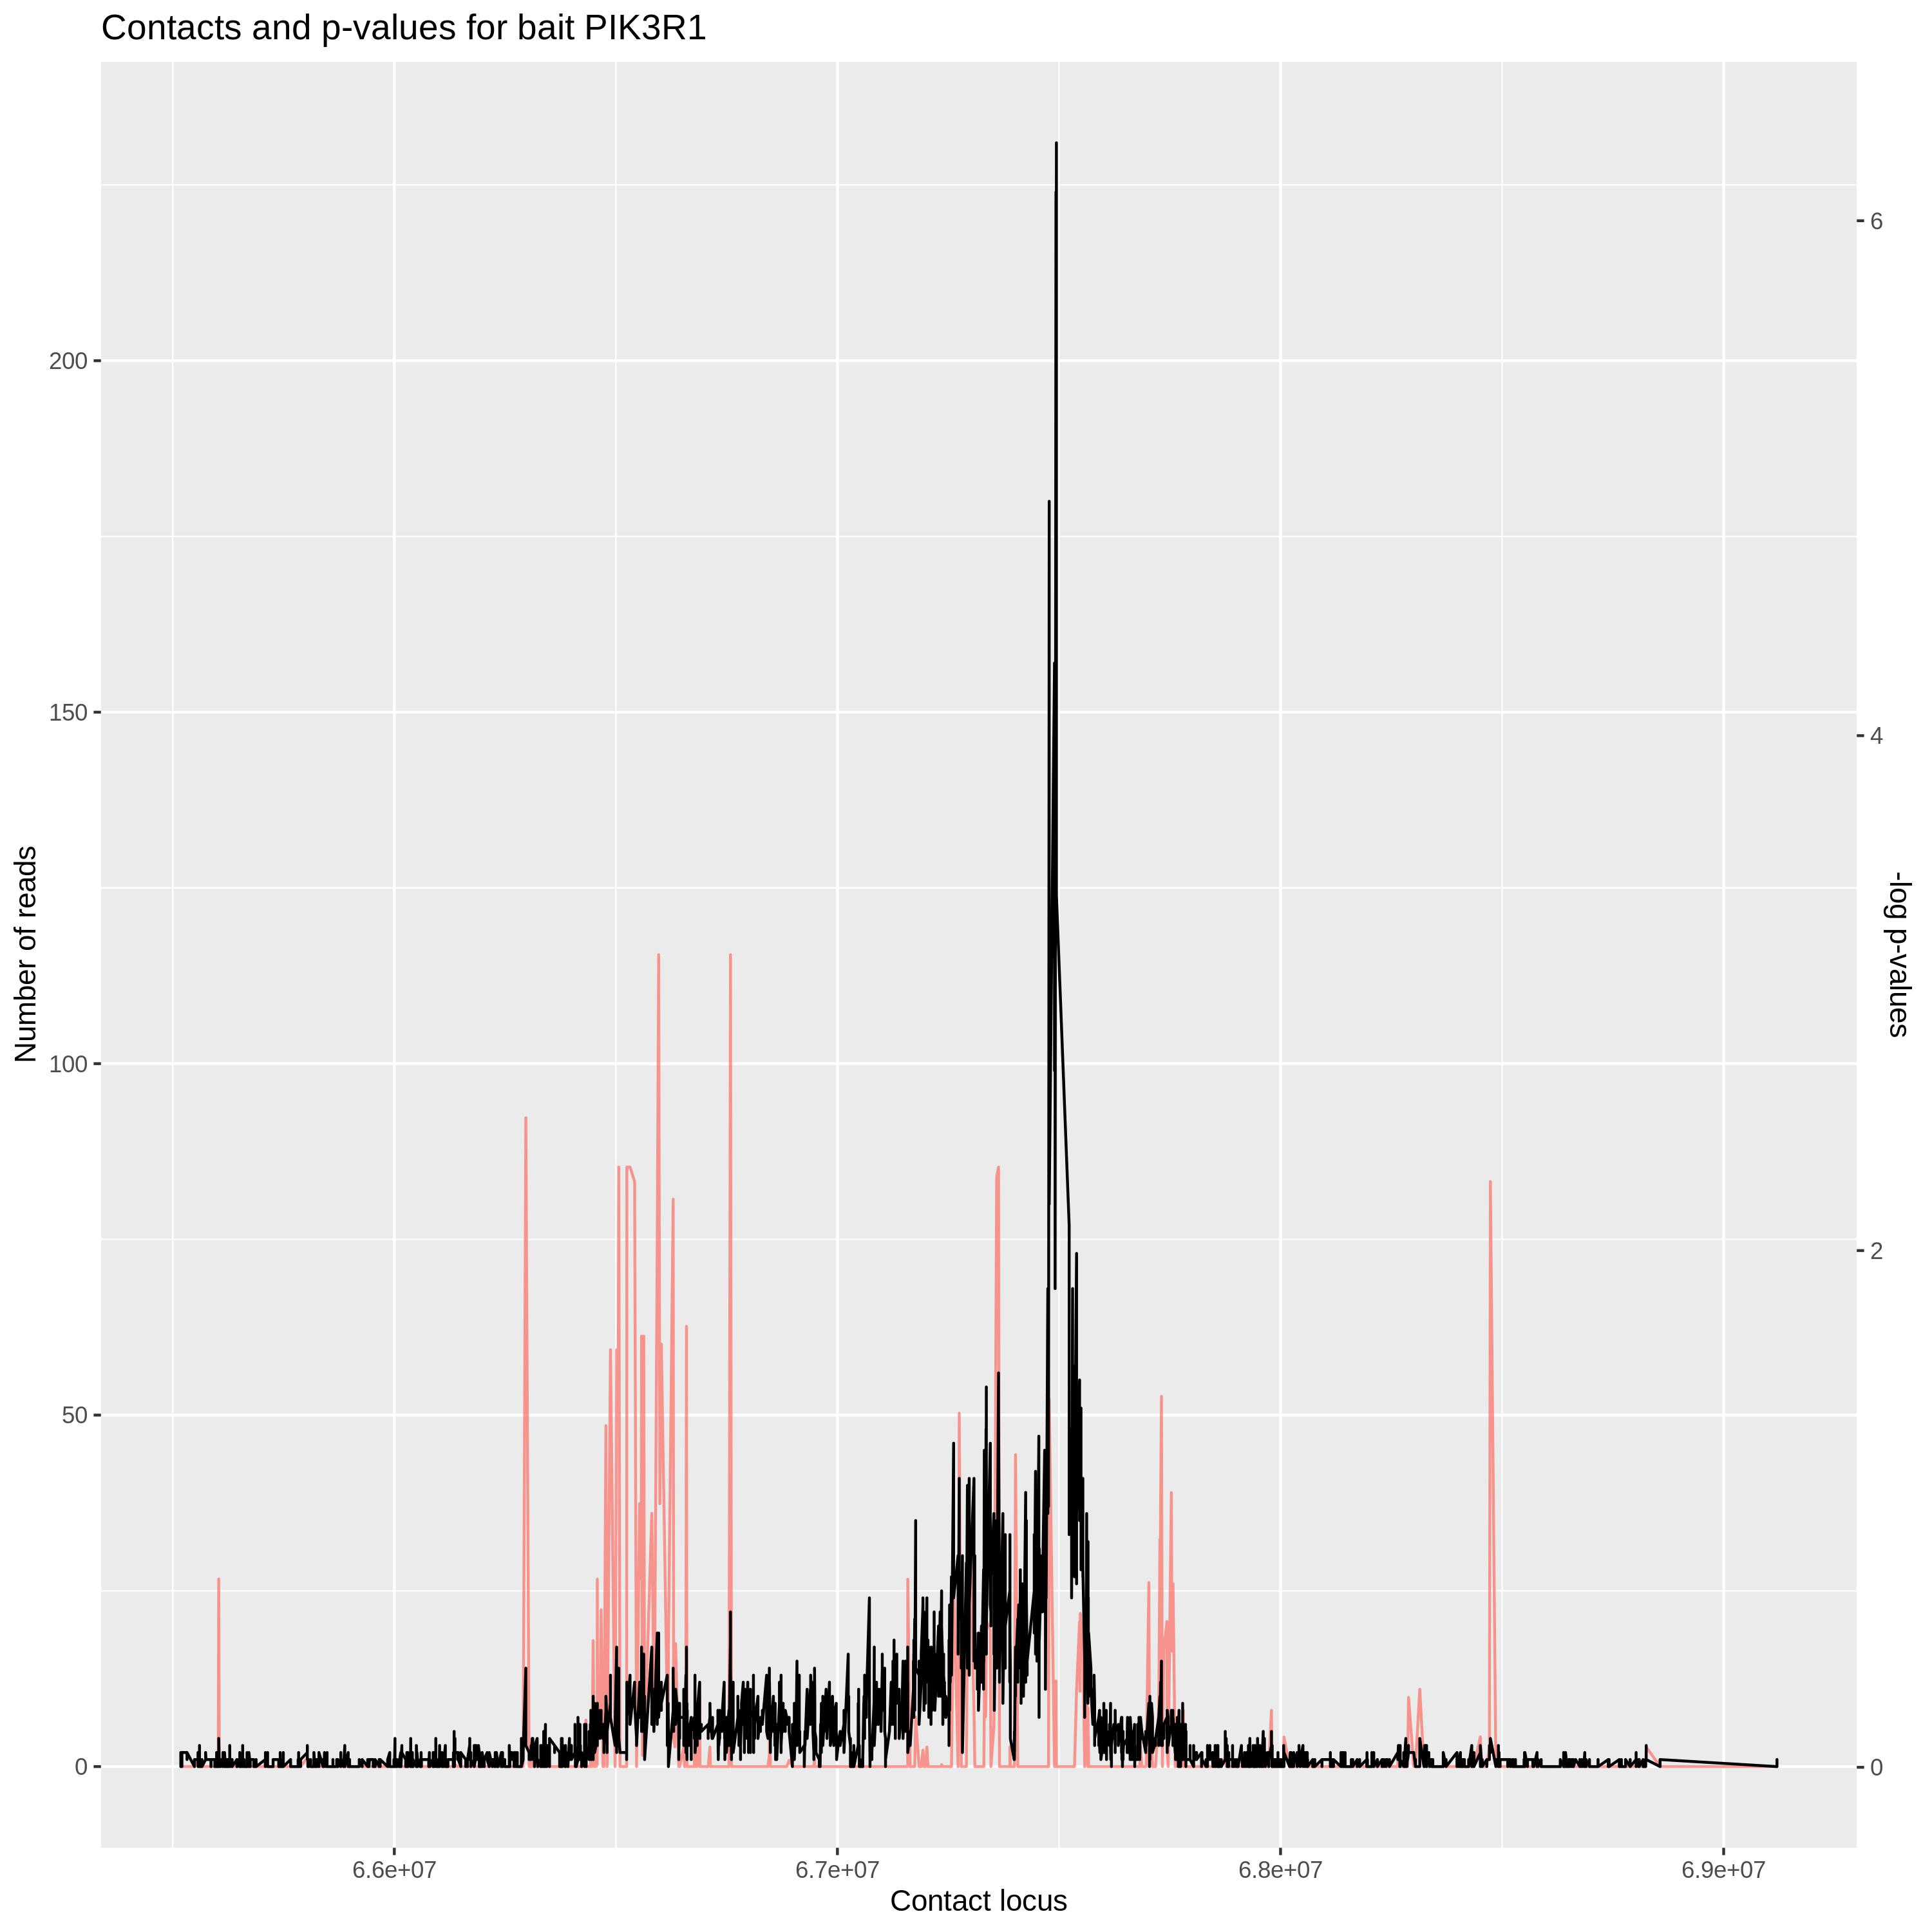 Contacts and p-values for bait PIK3R1
Number of reads
200
150
100
50
0
6
4
2
0
-log p-values
6.6e+07
6.7e+07
6.8e+07
6.9e+07
Contact locus